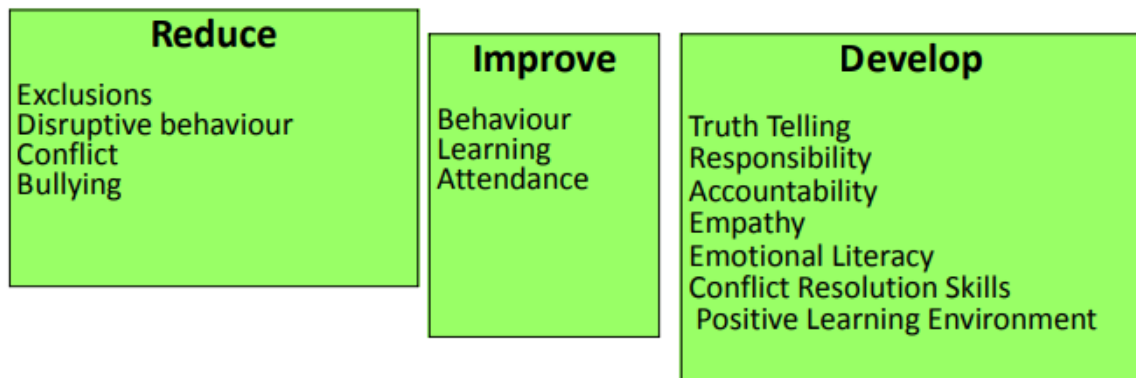 Reduce
Exclusions
Disruptive behaviour
Conflict
Bullying
Improve
Behaviour
Learning
Attendance
Develop
Truth Telling
Responsibility
Accountability
Empathy
Emotional Literacy
Conflict Resolution Skills
Positive Learning Environment